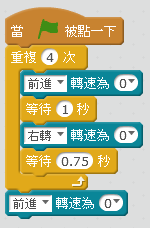 當 被點一下
重複 4 次
前進 轉速為 0
等待 1 秒
右轉 轉速為 0
等待 0.75 秒
前進 轉速為 0